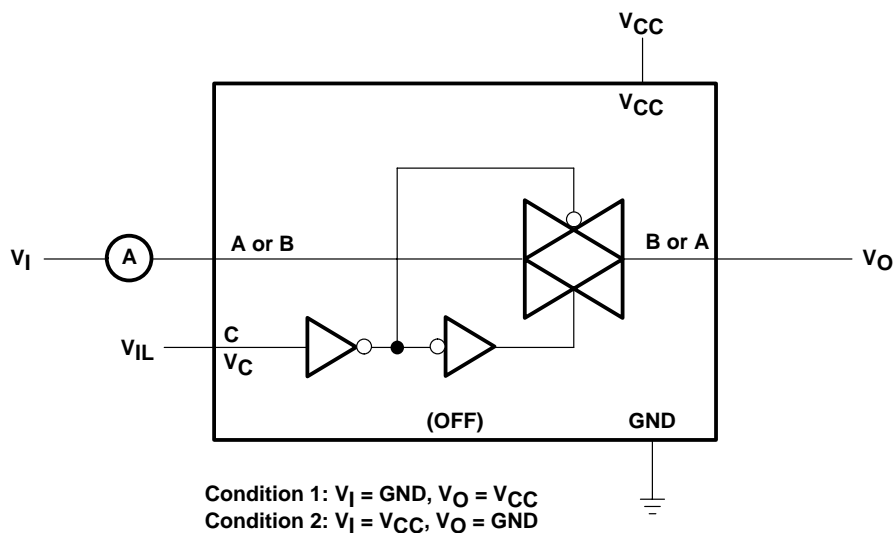 VCC
VCC
VI
A
A or B
B or A
VO
VIL
C
VC
(OFF)
GND
Condition 1: VI = GND, VO = VCC
Condition 2: VI = VCC, VO = GND